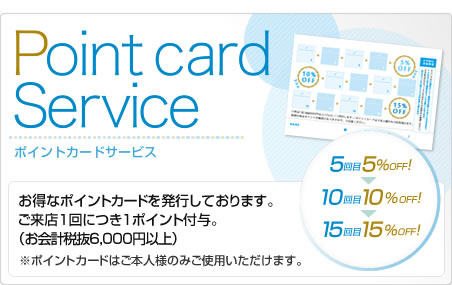 Point card
Service
ポイントカードサービス
5%
OFF
10%
OFF
15%
OFF
5回目5%OFF!
10回目10%OFF!
15回目15%OFF!
お得なポイントカードを発行しております。
ご来店1回につき1ポイント付与。
(お会計税抜6,000円以上)
※ポイントカードはご本人様のみご使用いただけます。